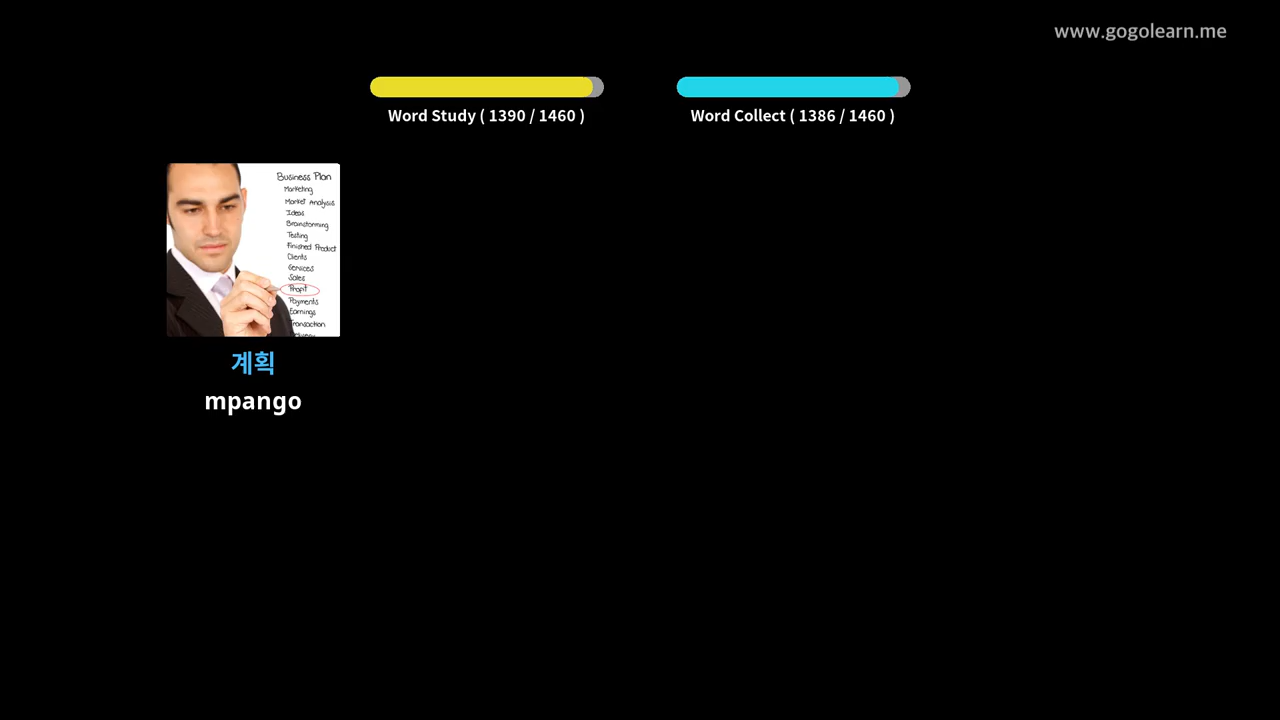 www.gogolearn.me
Word Study ( 1390 / 1460 )
Word Collect ( 1386 / 1460 )
Business Plan
Marketing
Market Analysis
Ideas
Brainstorming
Testing
Finished Product
Clients
Services
Sales
Profit
Payments
Earnings
Transaction
Delivery
계획
mpango